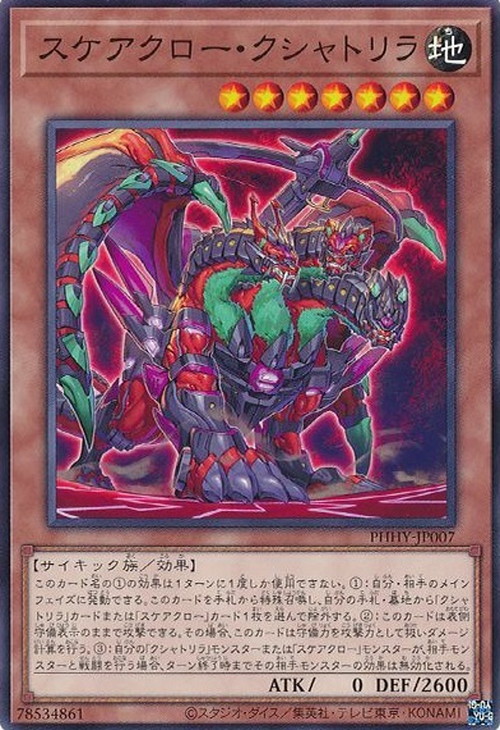 スケアクロー・クシャトリラ
地
PHHY-JP007
【サイキック族／効果】
このカード名の①の効果は1ターンに1度しか使用できない。①:自分・相手のメイン
フェイズに発動できる。このカードを手札から特殊召喚し、自分の手札・墓地から「クシャ
トリラ」カードまたは「スケアクロー」カード1枚を選んで除外する。②:このカードは表側
守備表示のままで攻撃できる。その場合、このカードは守備力を攻撃力として扱いダメージ
計算を行う。③:自分の「クシャトリラ」モンスターまたは「スケアクロー」モンスターが、相手モン
スターと戦闘を行う場合、ターン終了時までその相手モンスターの効果は無効化される。
ATK/ 0 DEF/2600
78534861 ©スタジオ・ダイス／集英社・テレビ東京・KONAMI